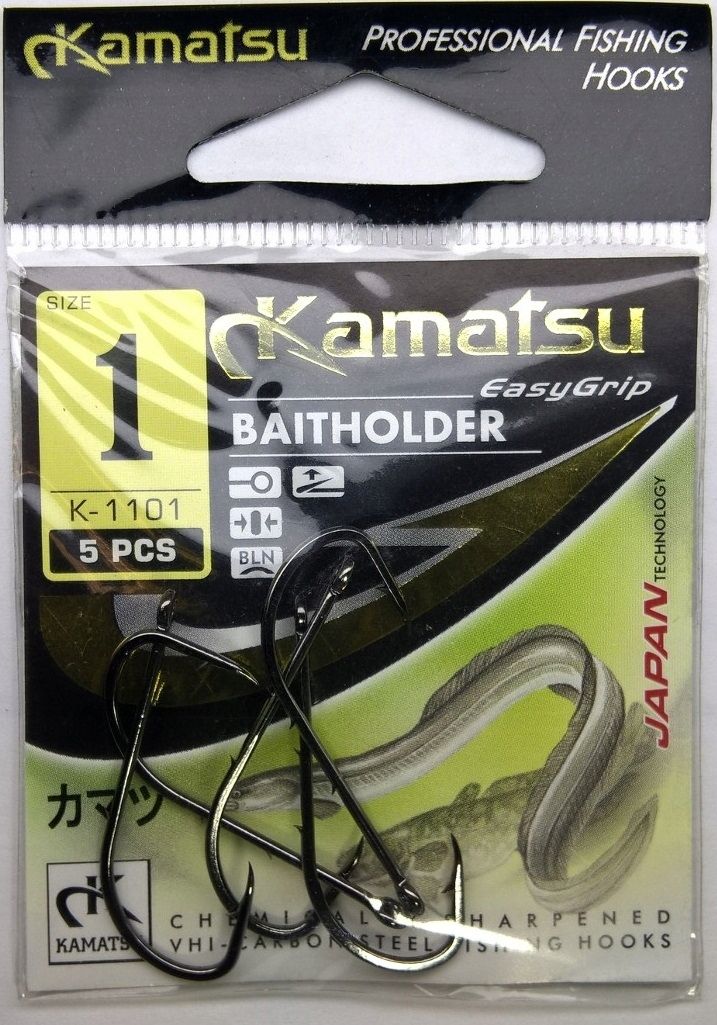 Kamatsu
PROFESSIONAL FISHING
HOOKS
SIZE
1
K-1101
5 PCS
Kamatsu
EasyGrip
BAITHOLDER
BLN
JAPAN TECHNOLOGY
カマツ
K
KAMATSU
CHEMICALLY SHARPENED
VHI-CARBON STEEL FISHING HOOKS